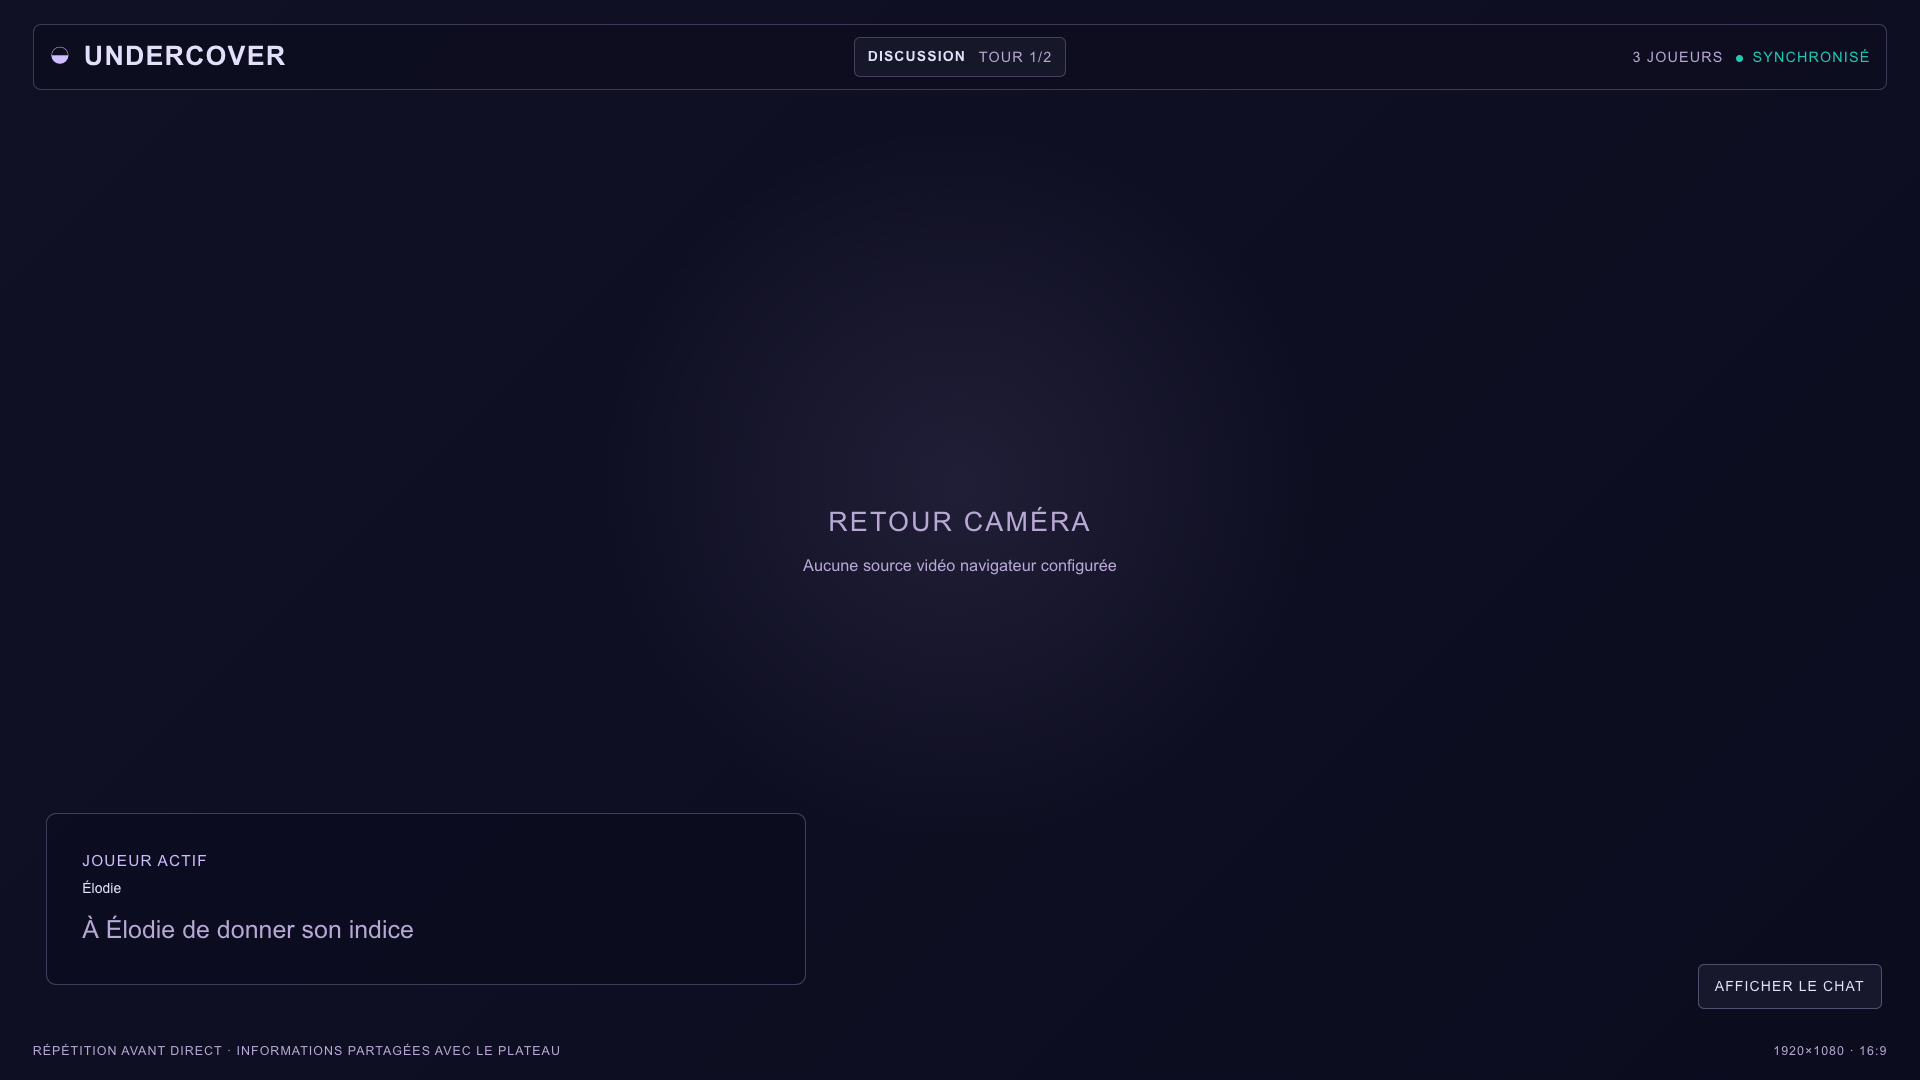 UNDERCOVER
DISCUSSION TOUR 1/2
3 JOUEURS ● SYNCHRONISÉ
RETOUR CAMÉRA
Aucune source vidéo navigateur configurée
JOUEUR ACTIF
Élodie
À Élodie de donner son indice
AFFICHER LE CHAT
RÉPÉTITION AVANT DIRECT · INFORMATIONS PARTAGÉES AVEC LE PLATEAU
1920×1080 · 16:9